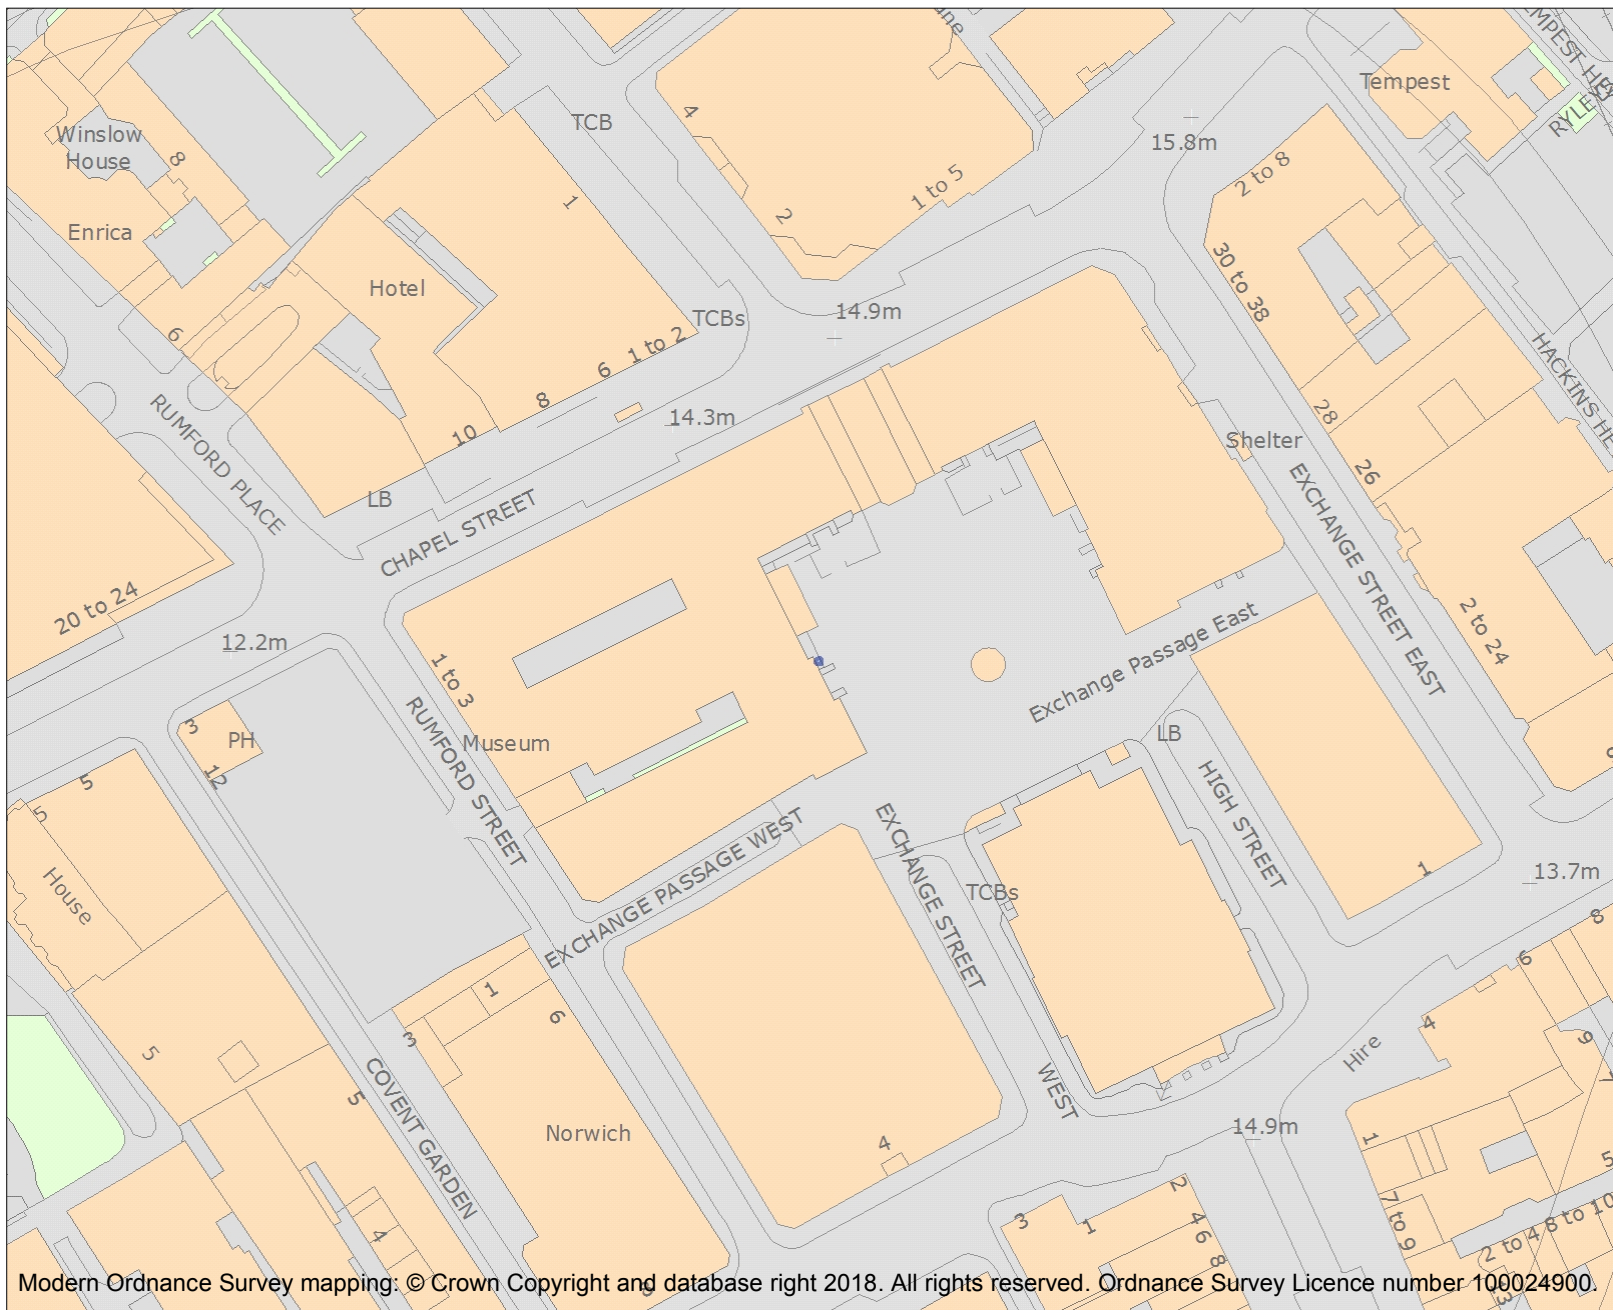 TEMPEST HEY
Tempest
RYLEY
TCB
4
15.8m
Winslow
House
8
2 to 8
1 to 5
1
2
Enrica
30 to 38
Hotel
14.9m
TCBs
6
1 to 2
6
HACKINS HE
8
RUMFORD PLACE
14.3m
28
10
Shelter
26
LB
CHAPEL STREET
EXCHANGE STREET EAST
20 to 24
12.2m
2 to 24
Exchange Passage East
1 to 3
RUMFORD STREET
3
PH
Museum
LB
12
5
5
HIGH STREET
EXCHANGE PASSAGE WEST
EXCHANGE STREET
WEST
House
TCBs
1
13.7m
8
6
1
6
4
3
9
Hire
5
5
COVENT GARDEN
Norwich
14.9m
4
1
5
7 to 9
2
3
1
4
6
8
4
2 to 4
8 to 10
Modern Ordnance Survey mapping: © Crown Copyright and database right 2018. All rights reserved. Ordnance Survey Licence number 100024900.